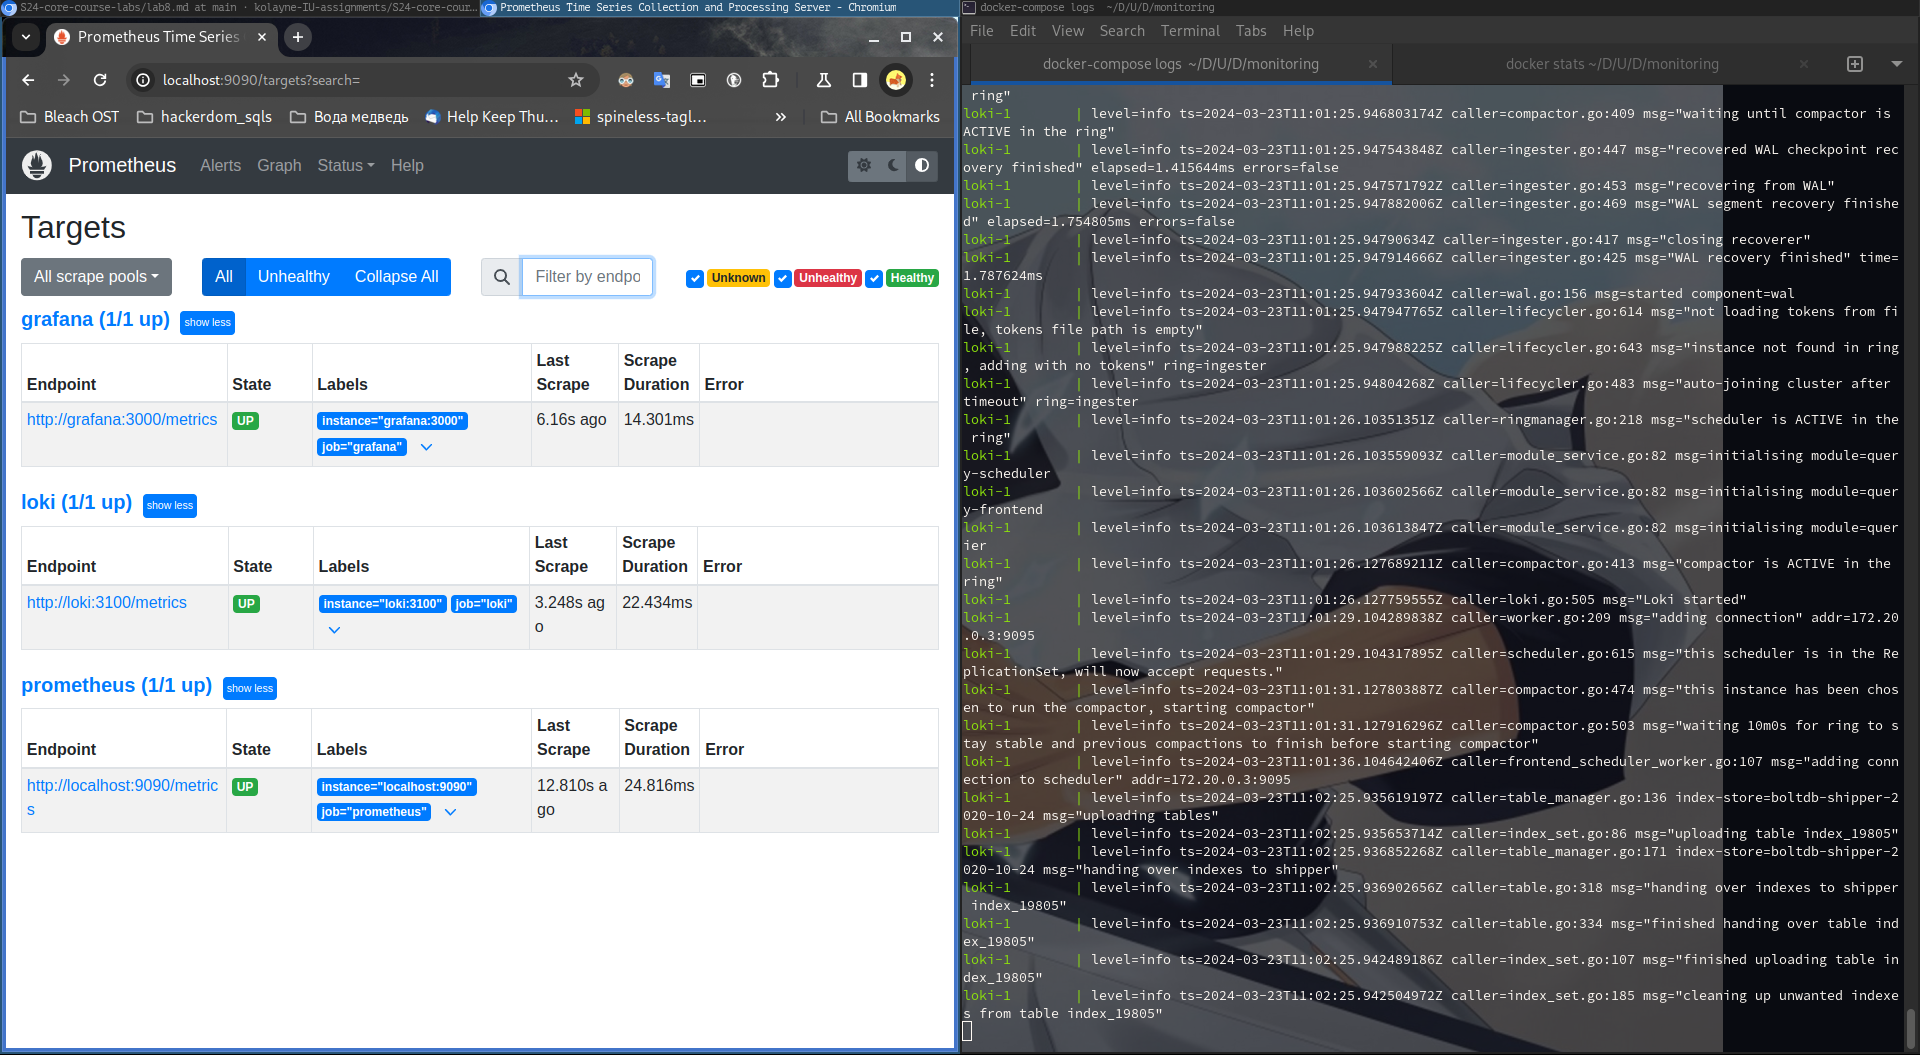 S24-core-course-labs/lab8.md at main · kolayne-IU-assignments/S24-core-cour...
Prometheus Time Series Collection and Processing Server - Chromium
Prometheus Time Series
localhost:9090/targets?search=
Bleach OST
hackerdom_sqls
Вода медведь
Help Keep Thu...
spineless-tagl...
»
All Bookmarks
Prometheus
Alerts
Graph
Status
Help
Targets
All scrape pools
All
Unhealthy
Collapse All
Filter by endpo
Unknown
Unhealthy
Healthy
grafana (1/1 up)
show less
Endpoint
State
Labels
Last
Scrape
Scrape
Duration
Error
http://grafana:3000/metrics
UP
instance="grafana:3000"
job="grafana"
6.16s ago
14.301ms
loki (1/1 up)
show less
Endpoint
State
Labels
Last
Scrape
Scrape
Duration
Error
http://loki:3100/metrics
UP
instance="loki:3100"
job="loki"
3.248s ag
o
22.434ms
prometheus (1/1 up)
show less
Endpoint
State
Labels
Last
Scrape
Scrape
Duration
Error
http://localhost:9090/metric
s
UP
instance="localhost:9090"
job="prometheus"
12.810s a
go
24.816ms
docker-compose logs  ~/D/U/D/monitoring
File
Edit
View
Search
Terminal
Tabs
Help
docker-compose logs  ~/D/U/D/monitoring
docker stats ~/D/U/D/monitoring
ring"
loki-1        | level=info ts=2024-03-23T11:01:25.946803174Z caller=compactor.go:409 msg="waiting until compactor is
ACTIVE in the ring"
loki-1        | level=info ts=2024-03-23T11:01:25.947543848Z caller=ingester.go:447 msg="recovered WAL checkpoint rec
overy finished" elapsed=1.415644ms errors=false
loki-1        | level=info ts=2024-03-23T11:01:25.947571792Z caller=ingester.go:453 msg="recovering from WAL"
loki-1        | level=info ts=2024-03-23T11:01:25.947882006Z caller=ingester.go:469 msg="WAL segment recovery finishe
d" elapsed=1.754805ms errors=false
loki-1        | level=info ts=2024-03-23T11:01:25.94790634Z caller=ingester.go:417 msg="closing recoverer"
loki-1        | level=info ts=2024-03-23T11:01:25.947914666Z caller=ingester.go:425 msg="WAL recovery finished" time=
1.787624ms
loki-1        | level=info ts=2024-03-23T11:01:25.947933604Z caller=wal.go:156 msg=started component=wal
loki-1        | level=info ts=2024-03-23T11:01:25.947947765Z caller=lifecycler.go:614 msg="not loading tokens from fi
le, tokens file path is empty"
loki-1        | level=info ts=2024-03-23T11:01:25.947988225Z caller=lifecycler.go:643 msg="instance not found in ring
, adding with no tokens" ring=ingester
loki-1        | level=info ts=2024-03-23T11:01:25.94804268Z caller=lifecycler.go:483 msg="auto-joining cluster after
timeout" ring=ingester
loki-1        | level=info ts=2024-03-23T11:01:26.10351351Z caller=ringmanager.go:218 msg="scheduler is ACTIVE in the
ring"
loki-1        | level=info ts=2024-03-23T11:01:26.103559093Z caller=module_service.go:82 msg=initialising module=quer
y-scheduler
loki-1        | level=info ts=2024-03-23T11:01:26.103602566Z caller=module_service.go:82 msg=initialising module=quer
y-frontend
loki-1        | level=info ts=2024-03-23T11:01:26.103613847Z caller=module_service.go:82 msg=initialising module=quer
ier
loki-1        | level=info ts=2024-03-23T11:01:26.127689211Z caller=compactor.go:413 msg="compactor is ACTIVE in the
ring"
loki-1        | level=info ts=2024-03-23T11:01:26.127759555Z caller=loki.go:505 msg="Loki started"
loki-1        | level=info ts=2024-03-23T11:01:29.104289838Z caller=worker.go:209 msg="adding connection" addr=172.20
.0.3:9095
loki-1        | level=info ts=2024-03-23T11:01:29.104317895Z caller=scheduler.go:615 msg="this scheduler is in the Re
plicationSet, will now accept requests."
loki-1        | level=info ts=2024-03-23T11:01:31.127803887Z caller=compactor.go:474 msg="this instance has been chos
en to run the compactor, starting compactor"
loki-1        | level=info ts=2024-03-23T11:01:31.127916296Z caller=compactor.go:503 msg="waiting 10m0s for ring to s
tay stable and previous compactions to finish before starting compactor"
loki-1        | level=info ts=2024-03-23T11:01:36.104642406Z caller=frontend_scheduler_worker.go:107 msg="adding conn
ection to scheduler" addr=172.20.0.3:9095
loki-1        | level=info ts=2024-03-23T11:02:25.935619197Z caller=table_manager.go:136 index-store=boltdb-shipper-2
020-10-24 msg="uploading tables"
loki-1        | level=info ts=2024-03-23T11:02:25.935653714Z caller=index_set.go:86 msg="uploading table index_19805"
loki-1        | level=info ts=2024-03-23T11:02:25.936852268Z caller=table_manager.go:171 index-store=boltdb-shipper-2
020-10-24 msg="handing over indexes to shipper"
loki-1        | level=info ts=2024-03-23T11:02:25.936902656Z caller=table.go:318 msg="handing over indexes to shipper
index_19805"
loki-1        | level=info ts=2024-03-23T11:02:25.936910753Z caller=table.go:334 msg="finished handing over table ind
ex_19805"
loki-1        | level=info ts=2024-03-23T11:02:25.942489186Z caller=index_set.go:107 msg="finished uploading table in
dex_19805"
loki-1        | level=info ts=2024-03-23T11:02:25.942504972Z caller=index_set.go:185 msg="cleaning up unwanted indexe
s from table index_19805"